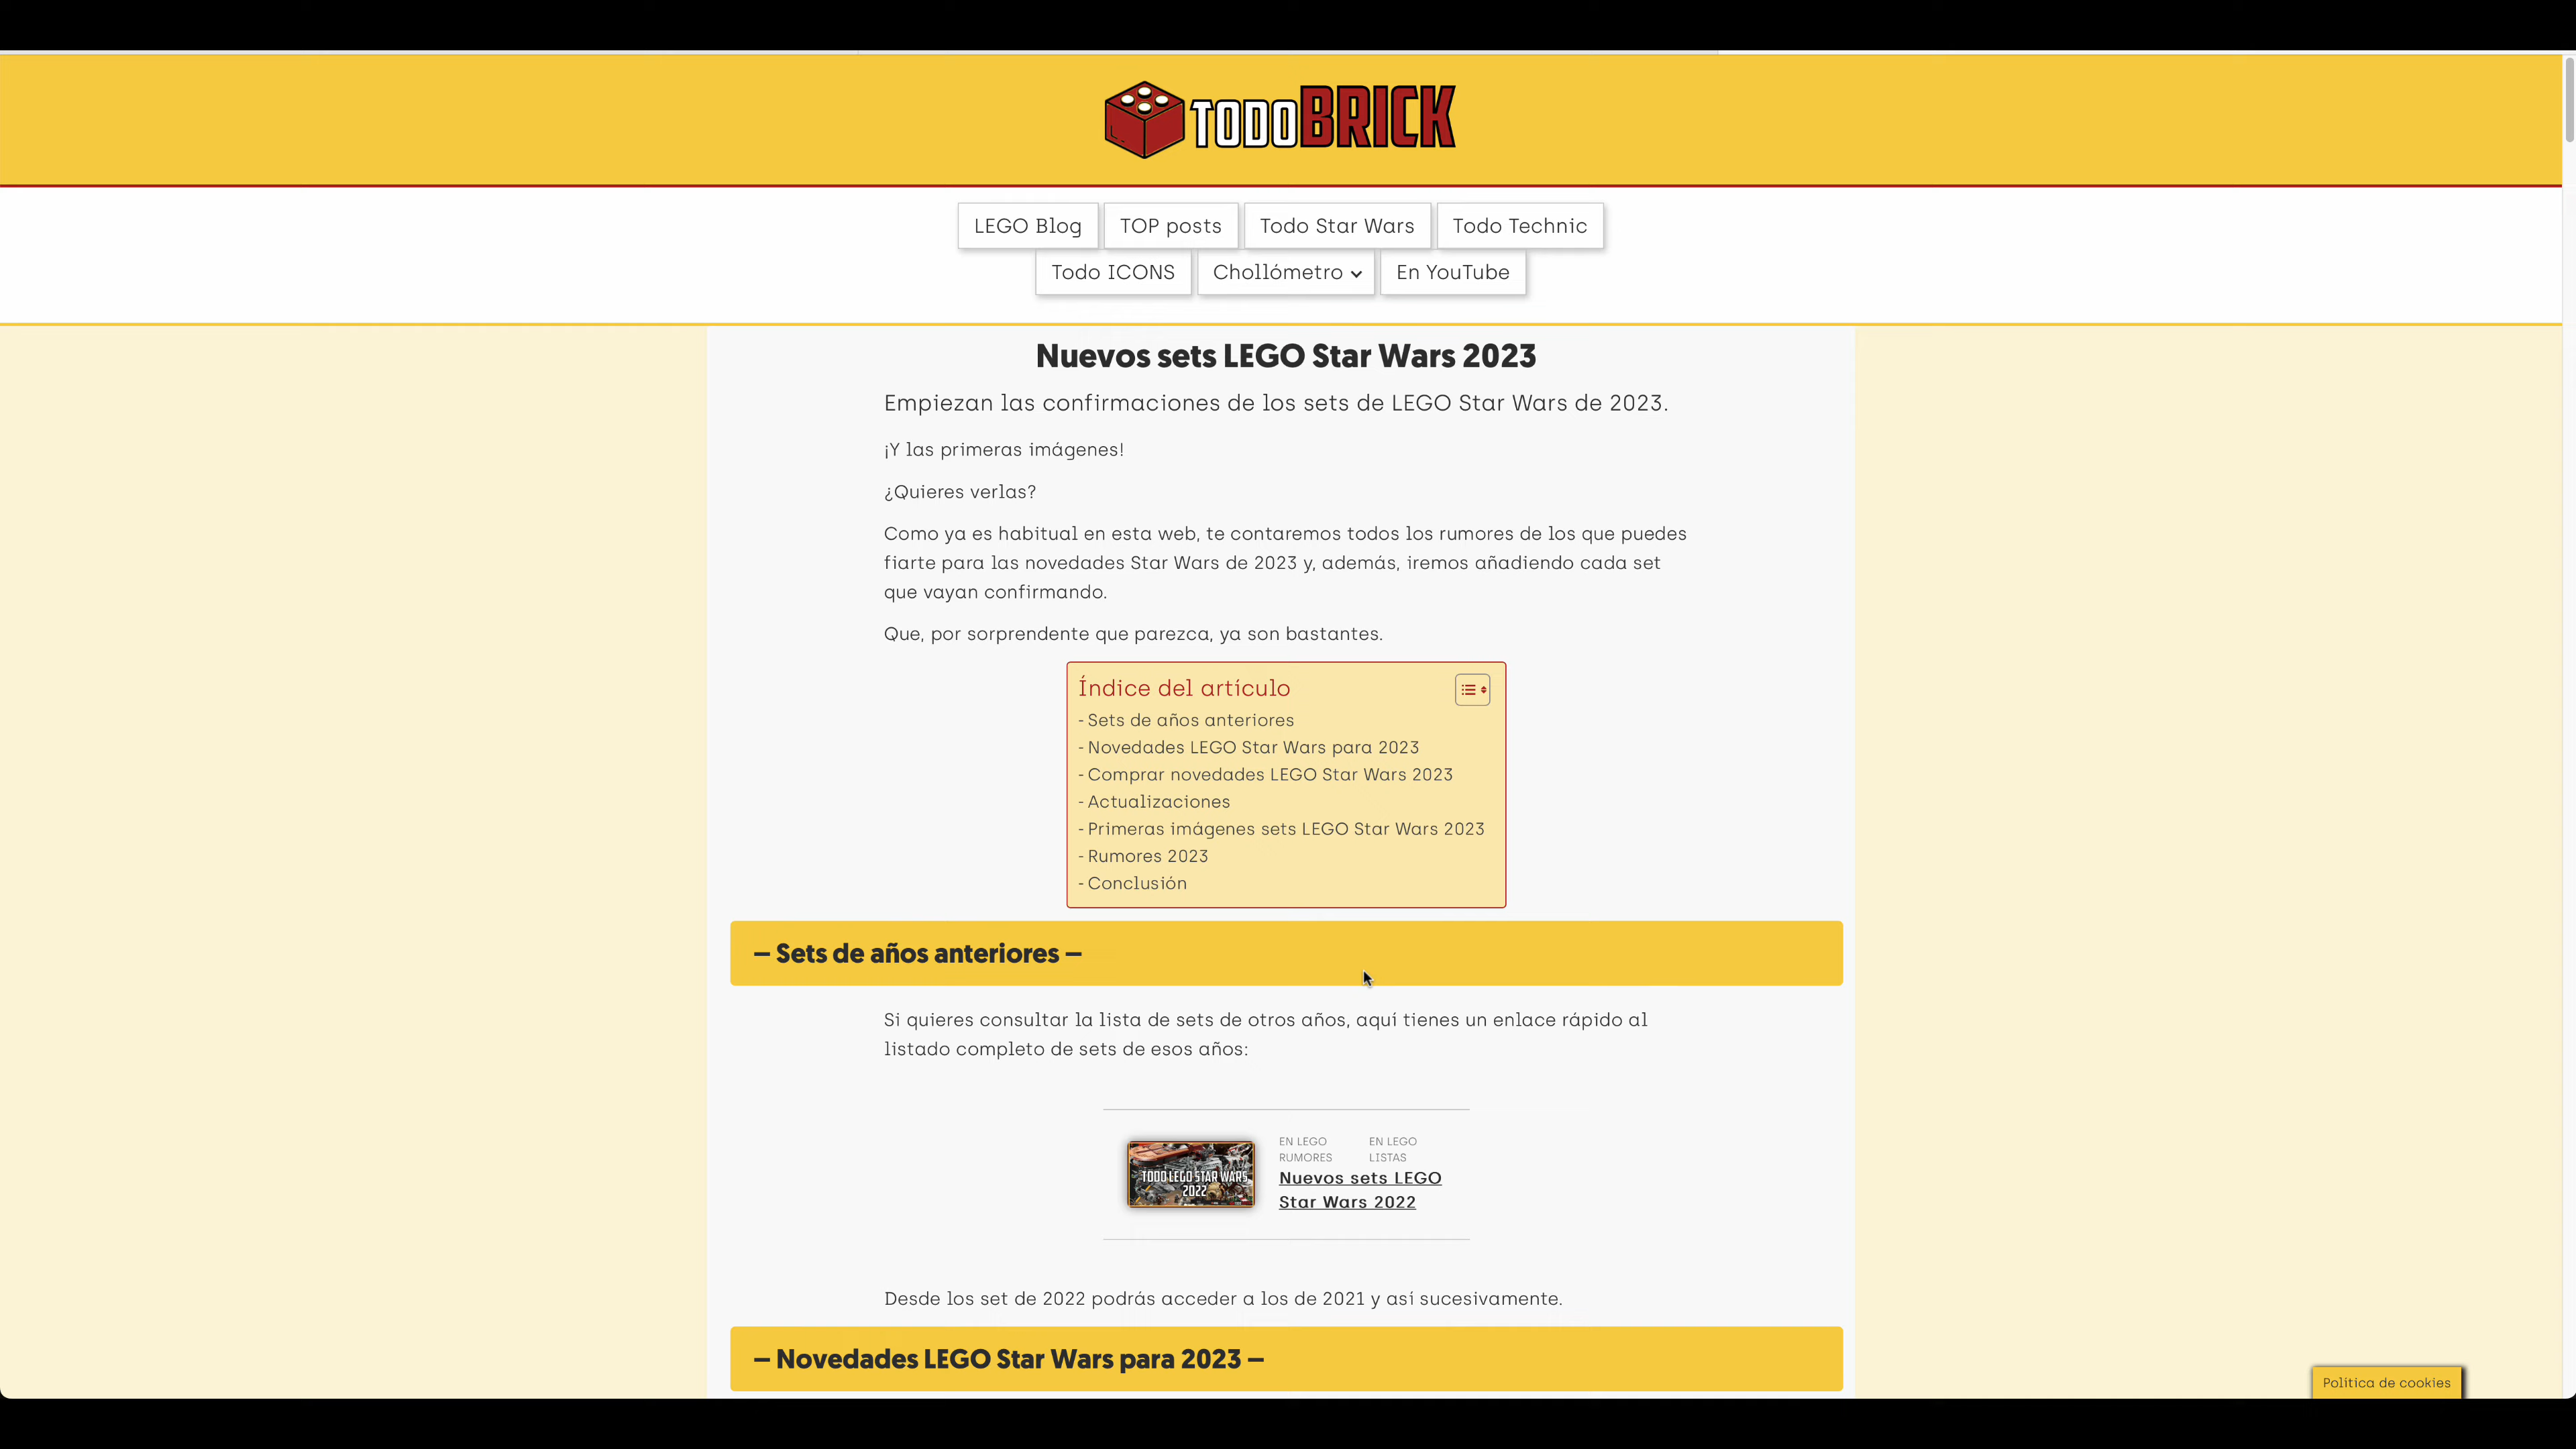 TODOBRICK
LEGO Blog
TOP posts
Todo Star Wars
Todo Technic
Todo ICONS
Chollómetro
En YouTube
Nuevos sets LEGO Star Wars 2023
Empiezan las confirmaciones de los sets de LEGO Star Wars de 2023.
¡Y las primeras imágenes!
¿Quieres verlas?
Como ya es habitual en esta web, te contaremos todos los rumores de los que puedes
fiarte para las novedades Star Wars de 2023 y, además, iremos añadiendo cada set
que vayan confirmando.
Que, por sorprendente que parezca, ya son bastantes.
Índice del artículo
- Sets de años anteriores
- Novedades LEGO Star Wars para 2023
- Comprar novedades LEGO Star Wars 2023
- Actualizaciones
- Primeras imágenes sets LEGO Star Wars 2023
- Rumores 2023
- Conclusión
— Sets de años anteriores —
Si quieres consultar la lista de sets de otros años, aquí tienes un enlace rápido al
listado completo de sets de esos años:
TODO LEGO STAR WARS
2022
EN LEGO
RUMORES
EN LEGO
LISTAS
Nuevos sets LEGO
Star Wars 2022
Desde los set de 2022 podrás acceder a los de 2021 y así sucesivamente.
— Novedades LEGO Star Wars para 2023 —
Política de cookies